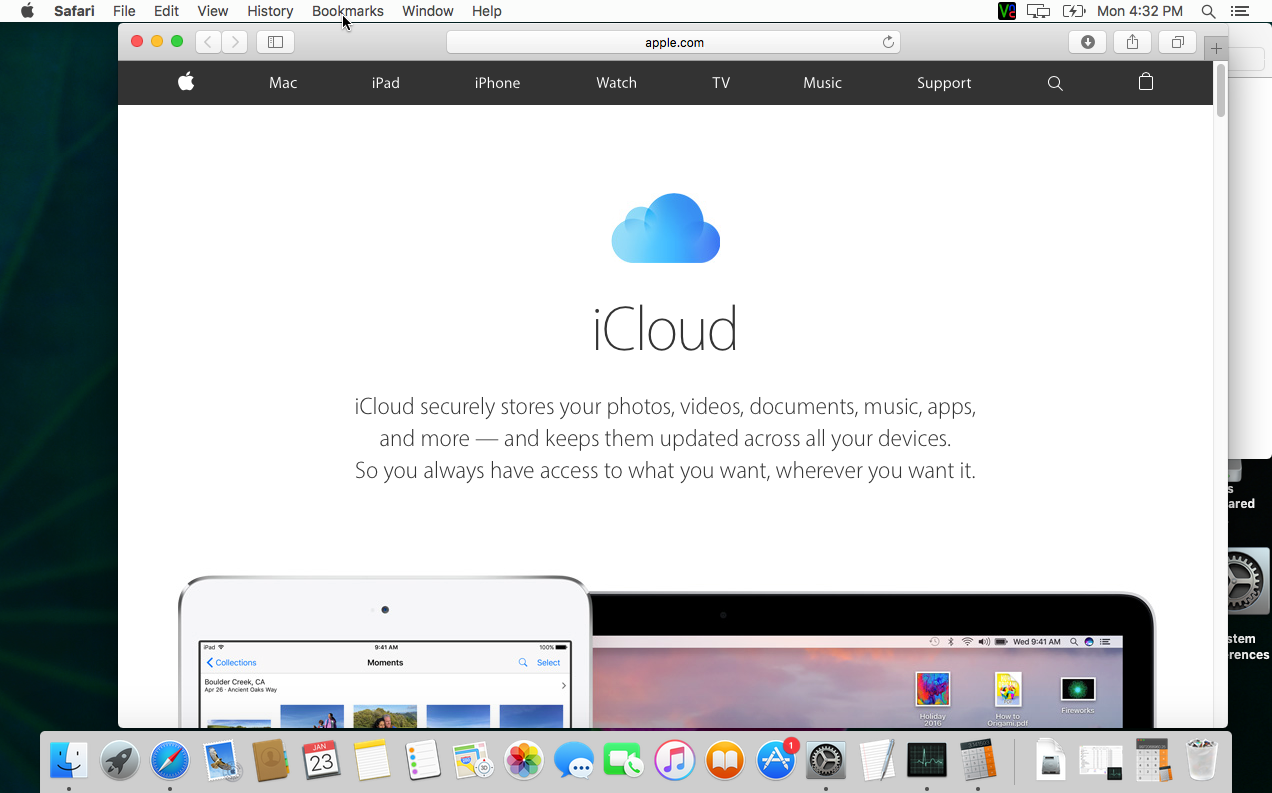 Safari File Edit View History Bookmarks Window Help Mon 4:32 PM
apple.com
Mac iPad iPhone Watch TV Music Support
iCloud
iCloud securely stores your photos, videos, documents, music, apps,
and more — and keeps them updated across all your devices.
So you always have access to what you want, wherever you want it.
s
ared
iPad 9:41 AM 100%
Collections Moments Select
Boulder Creek, CA
Apr 26 · Ancient Oaks Way
Wed 9:41 AM
Holiday
2016
How to
Origami.pdf
Fireworks
stem
rences
JAN
23
1